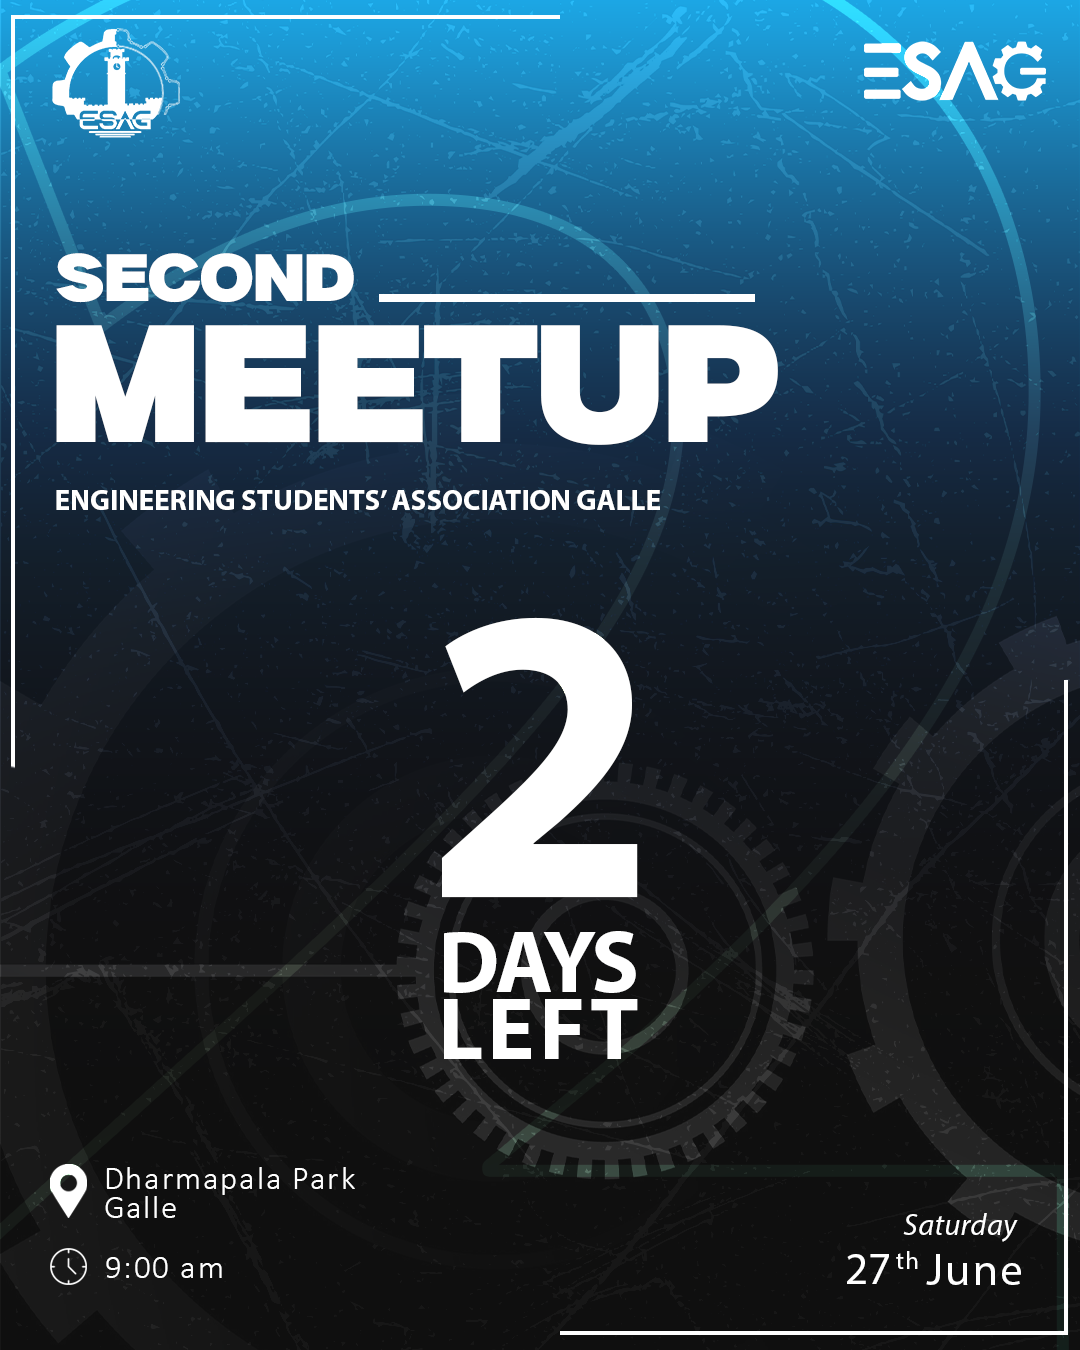 ESAG
ESAG
SECOND
MEETUP
ENGINEERING STUDENTS’ ASSOCIATION GALLE
2
DAYS
LEFT
Dharmapala Park
Galle
9:00 am
Saturday
27th June